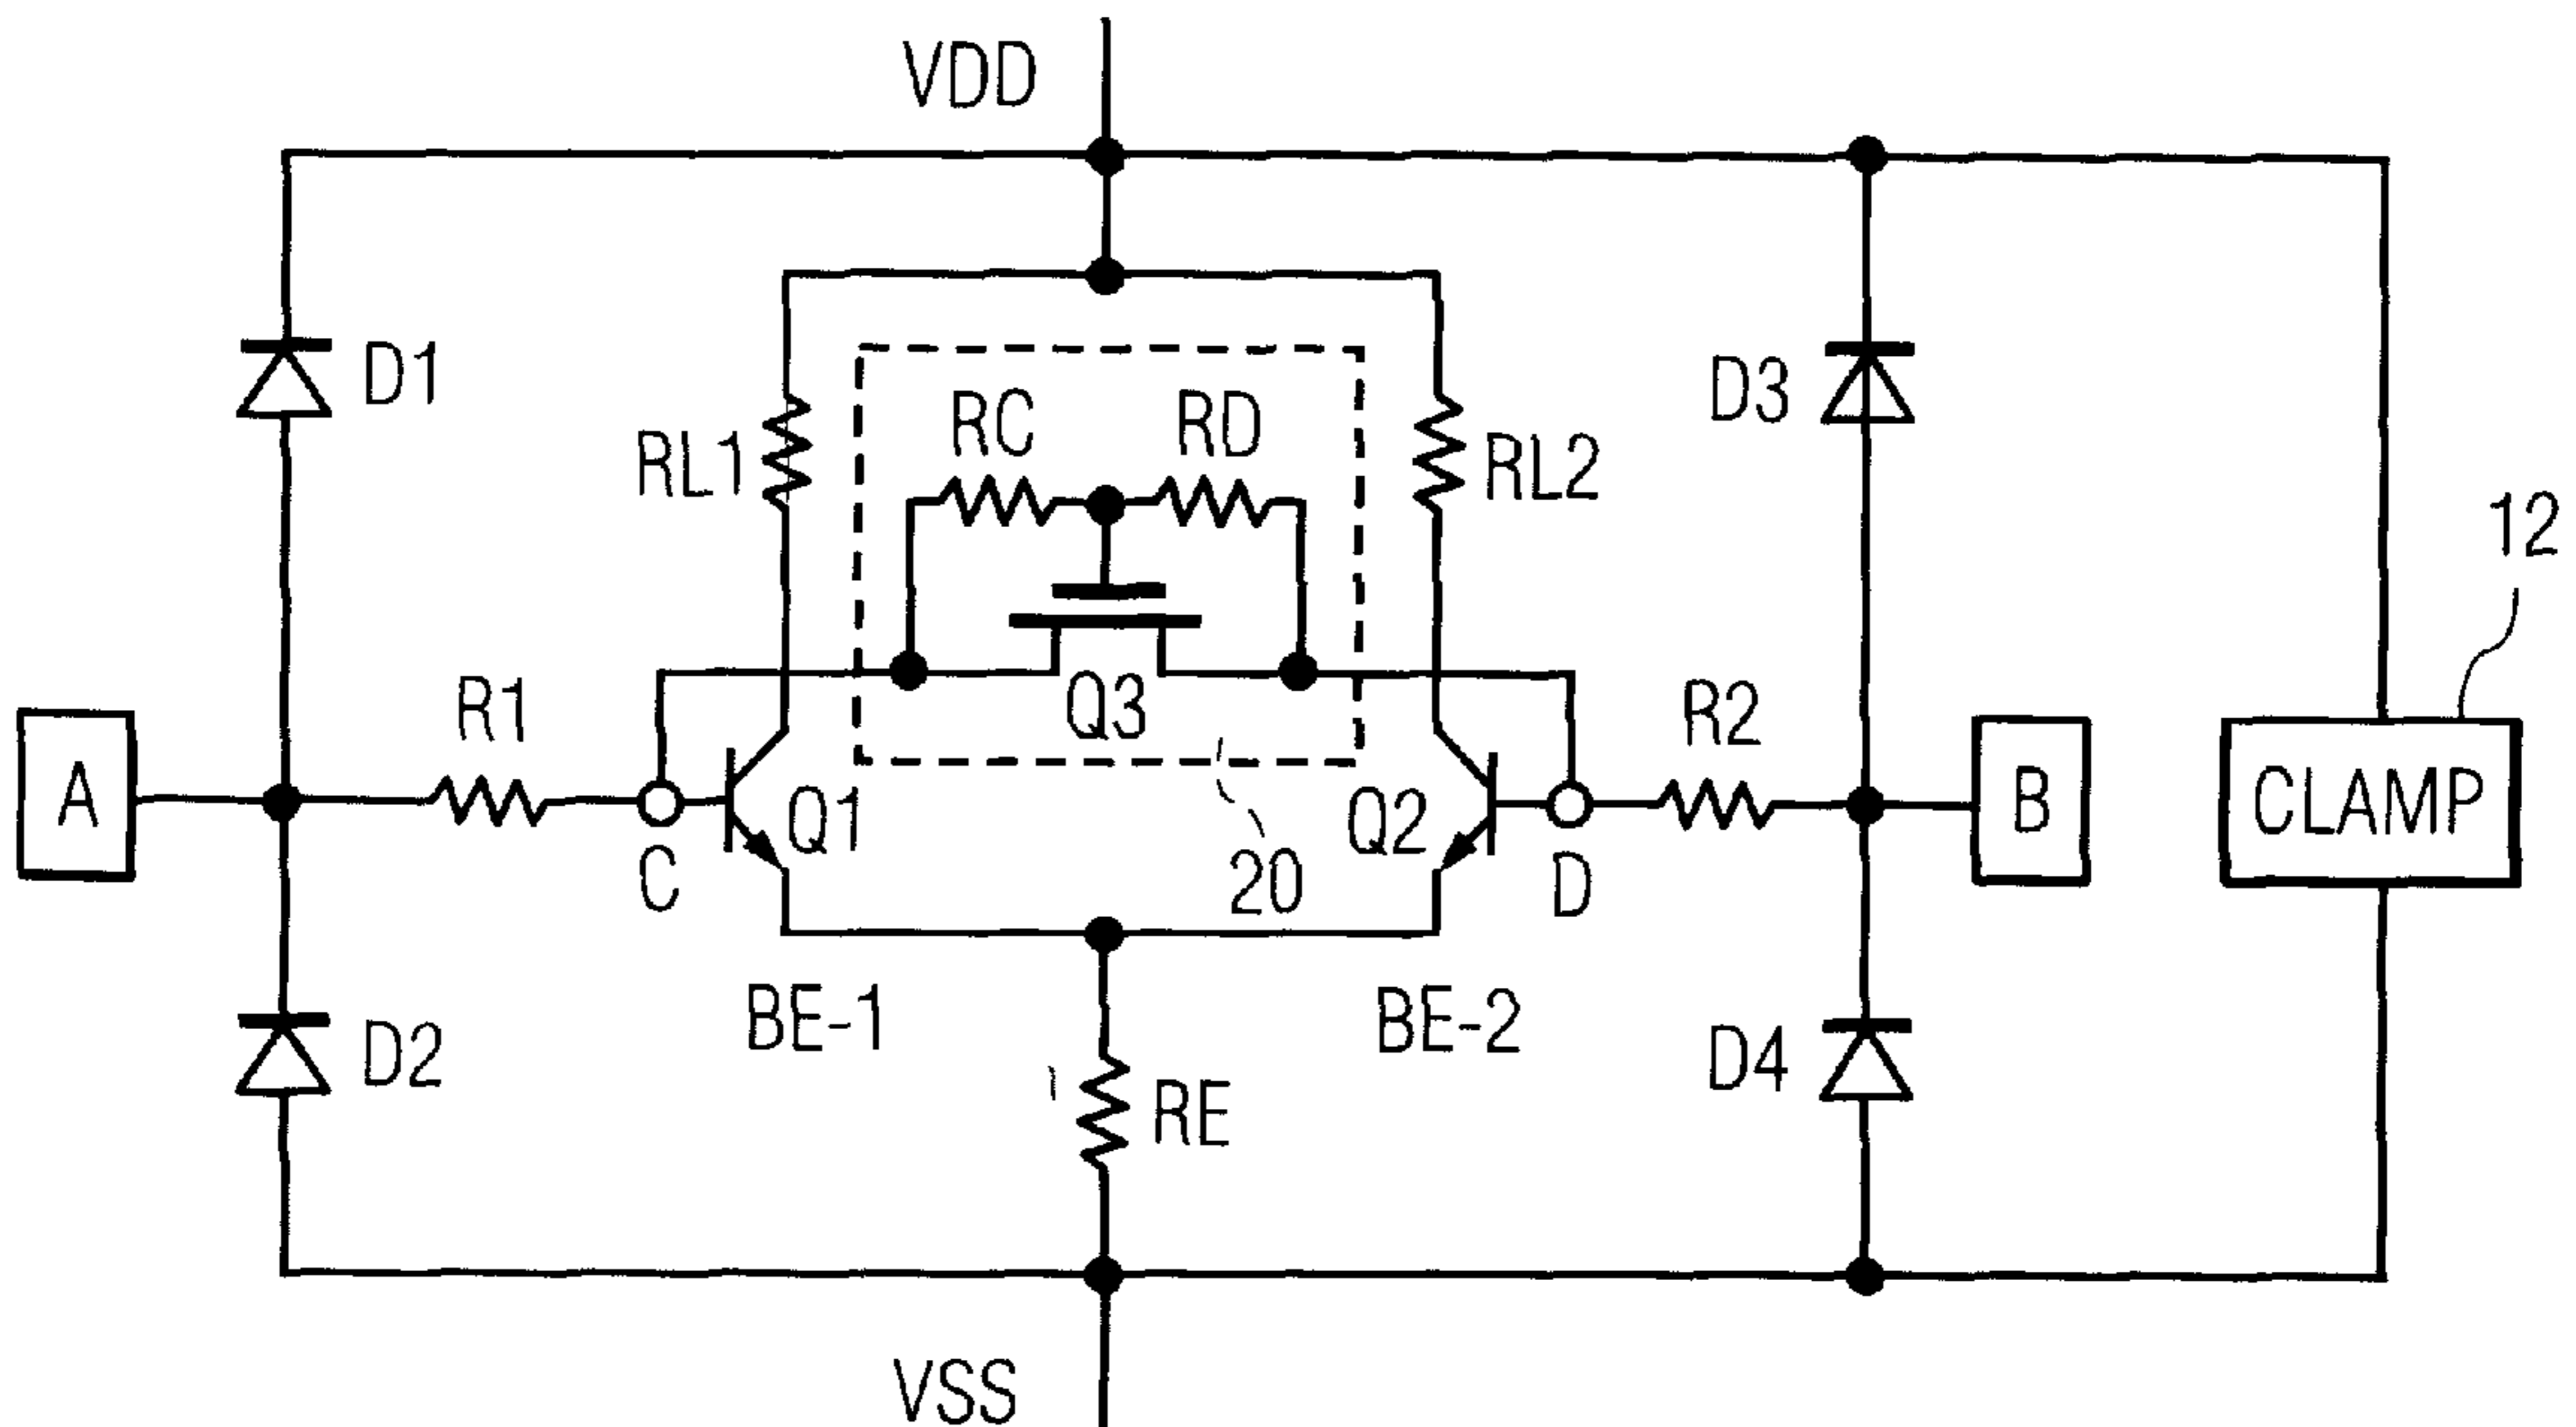 VDD
D1
RL1
RC
RD
RL2
D3
12
R1
Q3
R2
A
C
Q1
20
Q2
D
B
CLAMP
BE-1
BE-2
D2
RE
D4
VSS